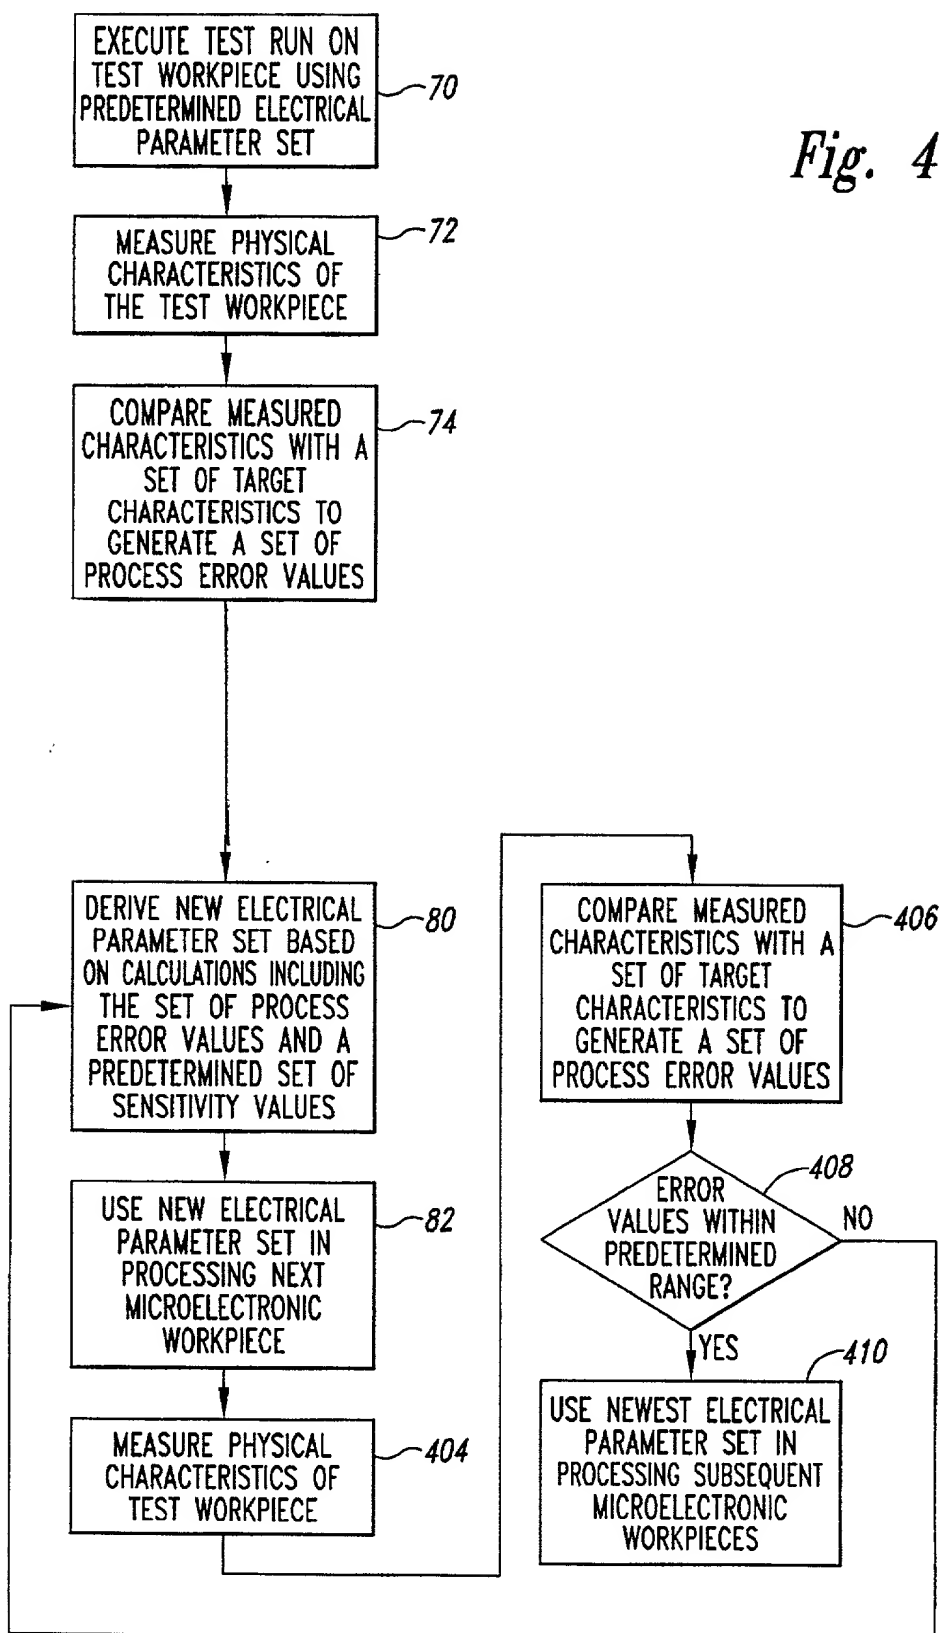 EXECUTE TEST RUN ON
TEST WORKPIECE USING
PREDETERMINED ELECTRICAL
PARAMETER SET
70
Fig. 4
MEASURE PHYSICAL
CHARACTERISTICS OF
THE TEST WORKPIECE
72
COMPARE MEASURED
CHARACTERISTICS WITH A
SET OF TARGET
CHARACTERISTICS TO
GENERATE A SET OF
PROCESS ERROR VALUES
74
DERIVE NEW ELECTRICAL
PARAMETER SET BASED
ON CALCULATIONS INCLUDING
THE SET OF PROCESS
ERROR VALUES AND A
PREDETERMINED SET OF
SENSITIVITY VALUES
80
USE NEW ELECTRICAL
PARAMETER SET IN
PROCESSING NEXT
MICROELECTRONIC
WORKPIECE
82
MEASURE PHYSICAL
CHARACTERISTICS OF
TEST WORKPIECE
404
COMPARE MEASURED
CHARACTERISTICS WITH A
SET OF TARGET
CHARACTERISTICS TO
GENERATE A SET OF
PROCESS ERROR VALUES
406
ERROR
VALUES WITHIN
PREDETERMINED
RANGE?
408
NO
YES
USE NEWEST ELECTRICAL
PARAMETER SET IN
PROCESSING SUBSEQUENT
MICROELECTRONIC
WORKPIECES
410